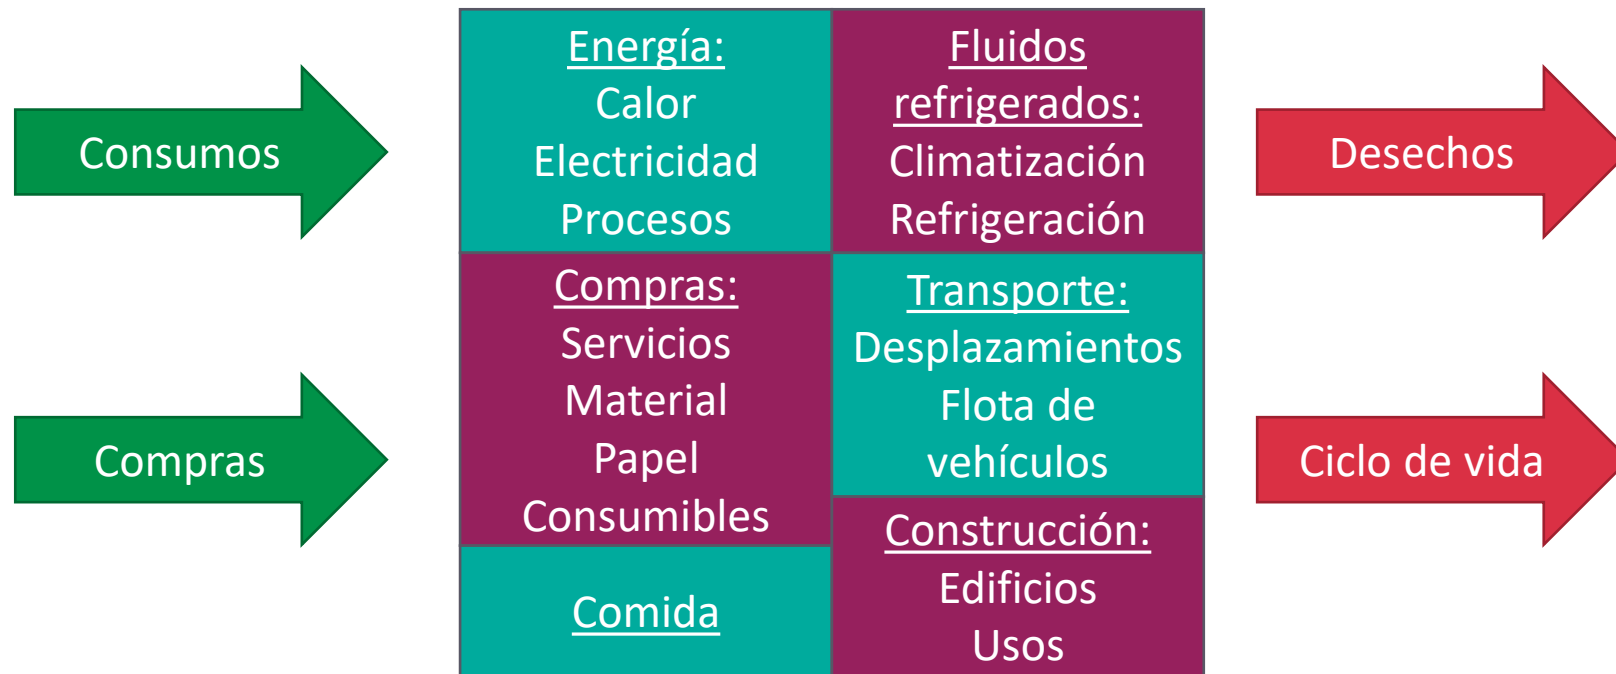 Consumos
Compras
Energía:
Calor
Electricidad
Procesos
Compras:
Servicios
Material
Papel
Consumibles
Comida
Fluidos
refrigerados:
Climatización
Refrigeración
Transporte:
Desplazamientos
Flota de
vehículos
Construcción:
Edificios
Usos
Desechos
Ciclo de vida